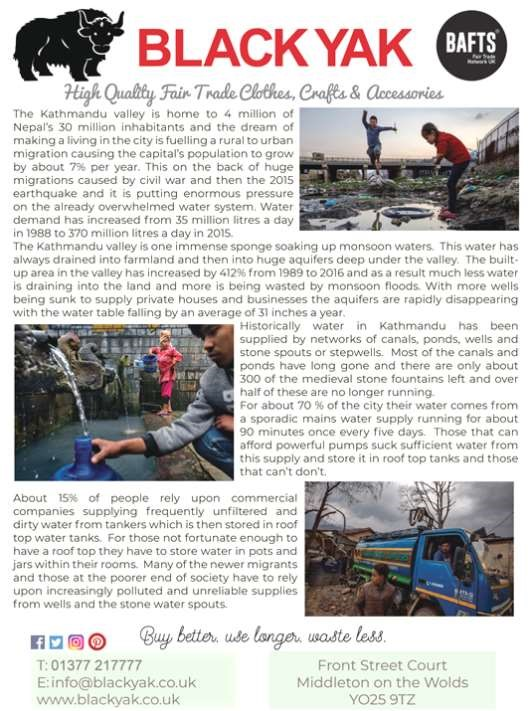 BLACK YAK
BAFTS
Fair Trade
Network UK
High Quality Fair Trade Clothes, Crafts & Accessories
The Kathmandu valley is home to 4 million of
Nepal's 30 million inhabitants and the dream of
making a living in the city is fuelling a rural to urban
migration causing the capital's population to grow
by about 7% per year. This on the back of huge
migrations caused by civil war and then the 2015
earthquake and it is putting enormous pressure
on the already overwhelmed water system. Water
demand has increased from 35 million litres a day
in 1988 to 370 million litres a day in 2015.
The Kathmandu valley is one immense sponge soaking up monsoon waters. This water has
always drained into farmland and then into huge aquifers deep under the valley. The built-
up area in the valley has increased by 412% from 1989 to 2016 and as a result much less water
is draining into the land and more is being wasted by monsoon floods. With more wells
being sunk to supply private houses and businesses the aquifers are rapidly disappearing
with the water table falling by an average of 31 inches a year.
Historically water in Kathmandu has been
supplied by networks of canals, ponds, wells and
stone spouts or stepwells. Most of the canals and
ponds have long gone and there are only about
300 of the medieval stone fountains left and over
half of these are no longer running.
For about 70 % of the city their water comes from
a sporadic mains water supply running for about
90 minutes once every five days. Those that can
afford powerful pumps suck sufficient water from
this supply and store it in roof top tanks and those
that can't don't.
About 15% of people rely upon commercial
companies supplying frequently unfiltered and
dirty water from tankers which is then stored in roof
top water tanks. For those not fortunate enough to
have a roof top they have to store water in pots and
jars within their rooms. Many of the newer migrants
and those at the poorer end of society have to rely
upon increasingly polluted and unreliable supplies
from wells and the stone water spouts.
Buy better, use longer, waste less.
T: 01377 217777
E: info@blackyak.co.uk
www.blackyak.co.uk
Front Street Court
Middleton on the Wolds
YO25 9TZ